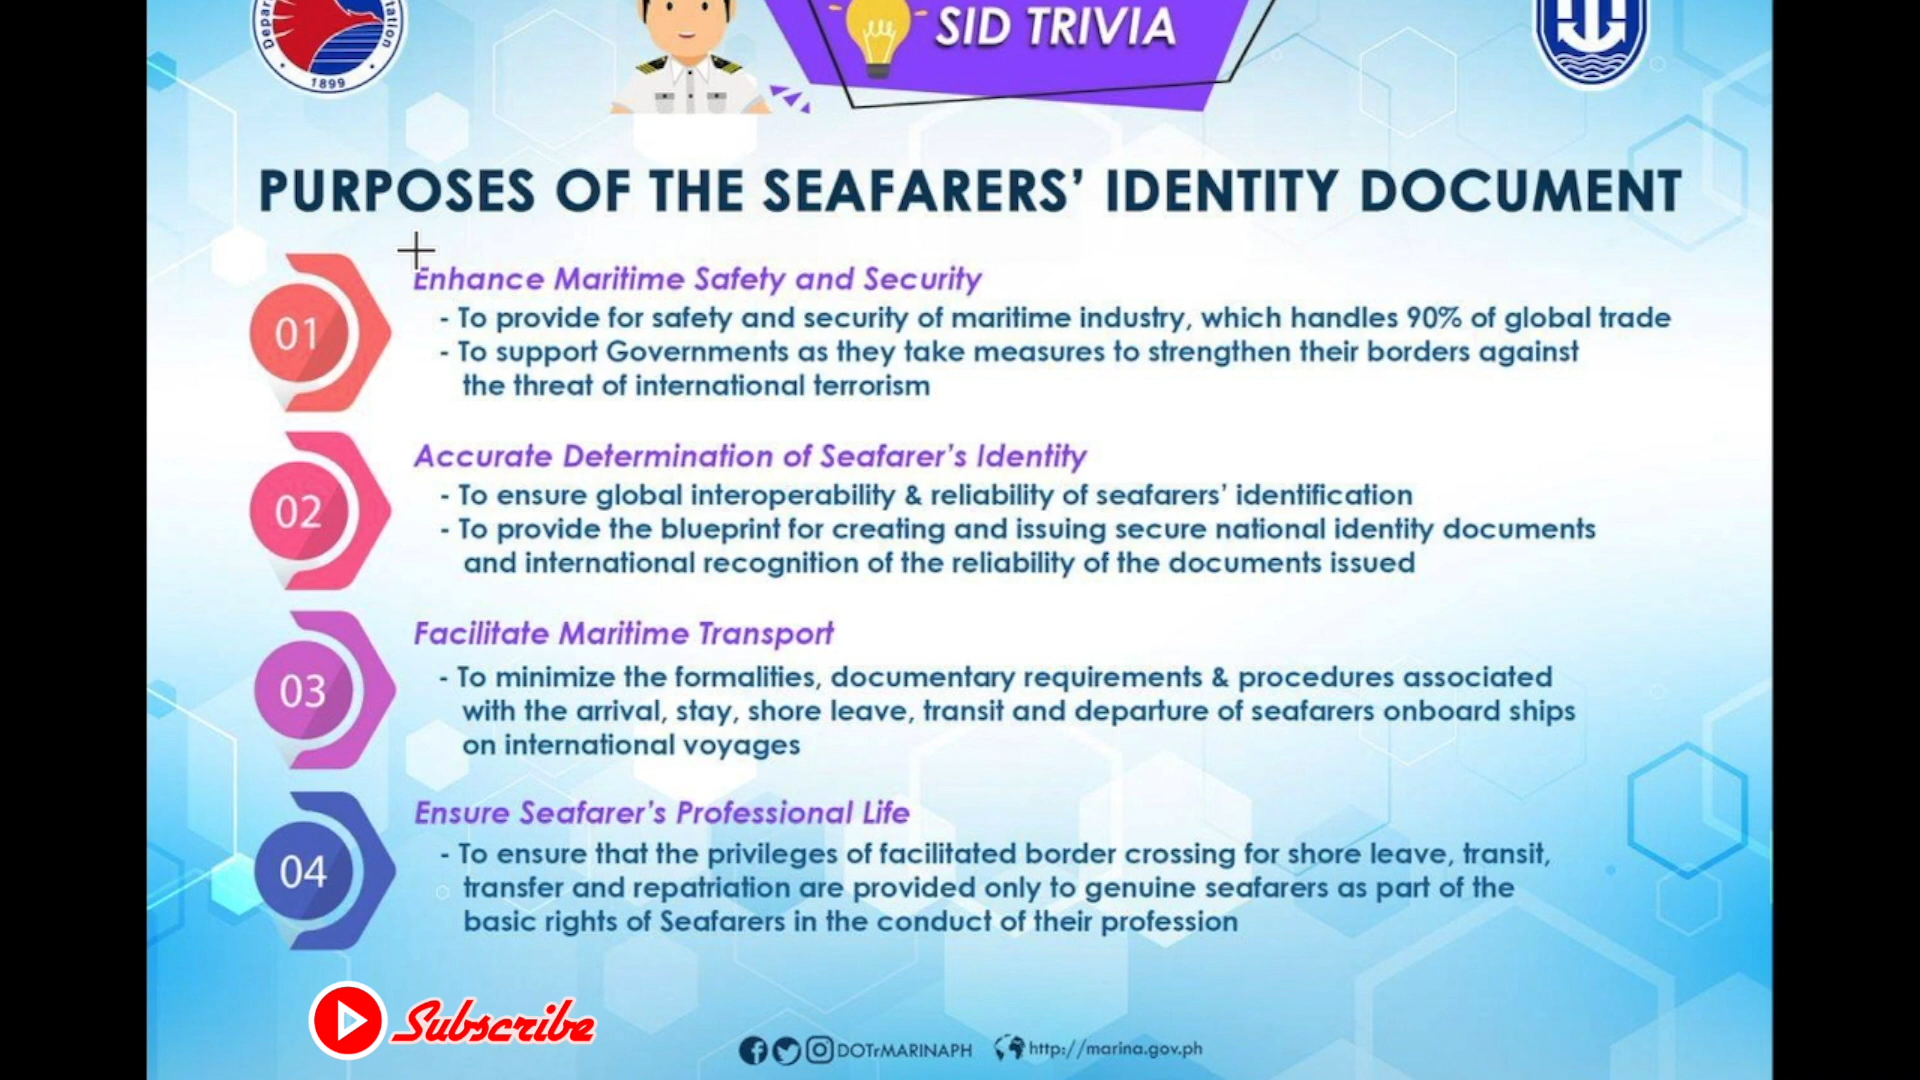 SID TRIVIA
1899
PURPOSES OF THE SEAFARERS' IDENTITY DOCUMENT
01
Enhance Maritime Safety and Security
- To provide for safety and security of maritime industry, which handles 90% of global trade
- To support Governments as they take measures to strengthen their borders against
the threat of international terrorism
02
Accurate Determination of Seafarer's Identity
- To ensure global interoperability & reliability of seafarers' identification
- To provide the blueprint for creating and issuing secure national identity documents
and international recognition of the reliability of the documents issued
03
Facilitate Maritime Transport
- To minimize the formalities, documentary requirements & procedures associated
with the arrival, stay, shore leave, transit and departure of seafarers onboard ships
on international voyages
04
Ensure Seafarer's Professional Life
- To ensure that the privileges of facilitated border crossing for shore leave, transit,
transfer and repatriation are provided only to genuine seafarers as part of the
basic rights of Seafarers in the conduct of their profession
Subscribe
DOTrMARINAPH http://marina.gov.ph